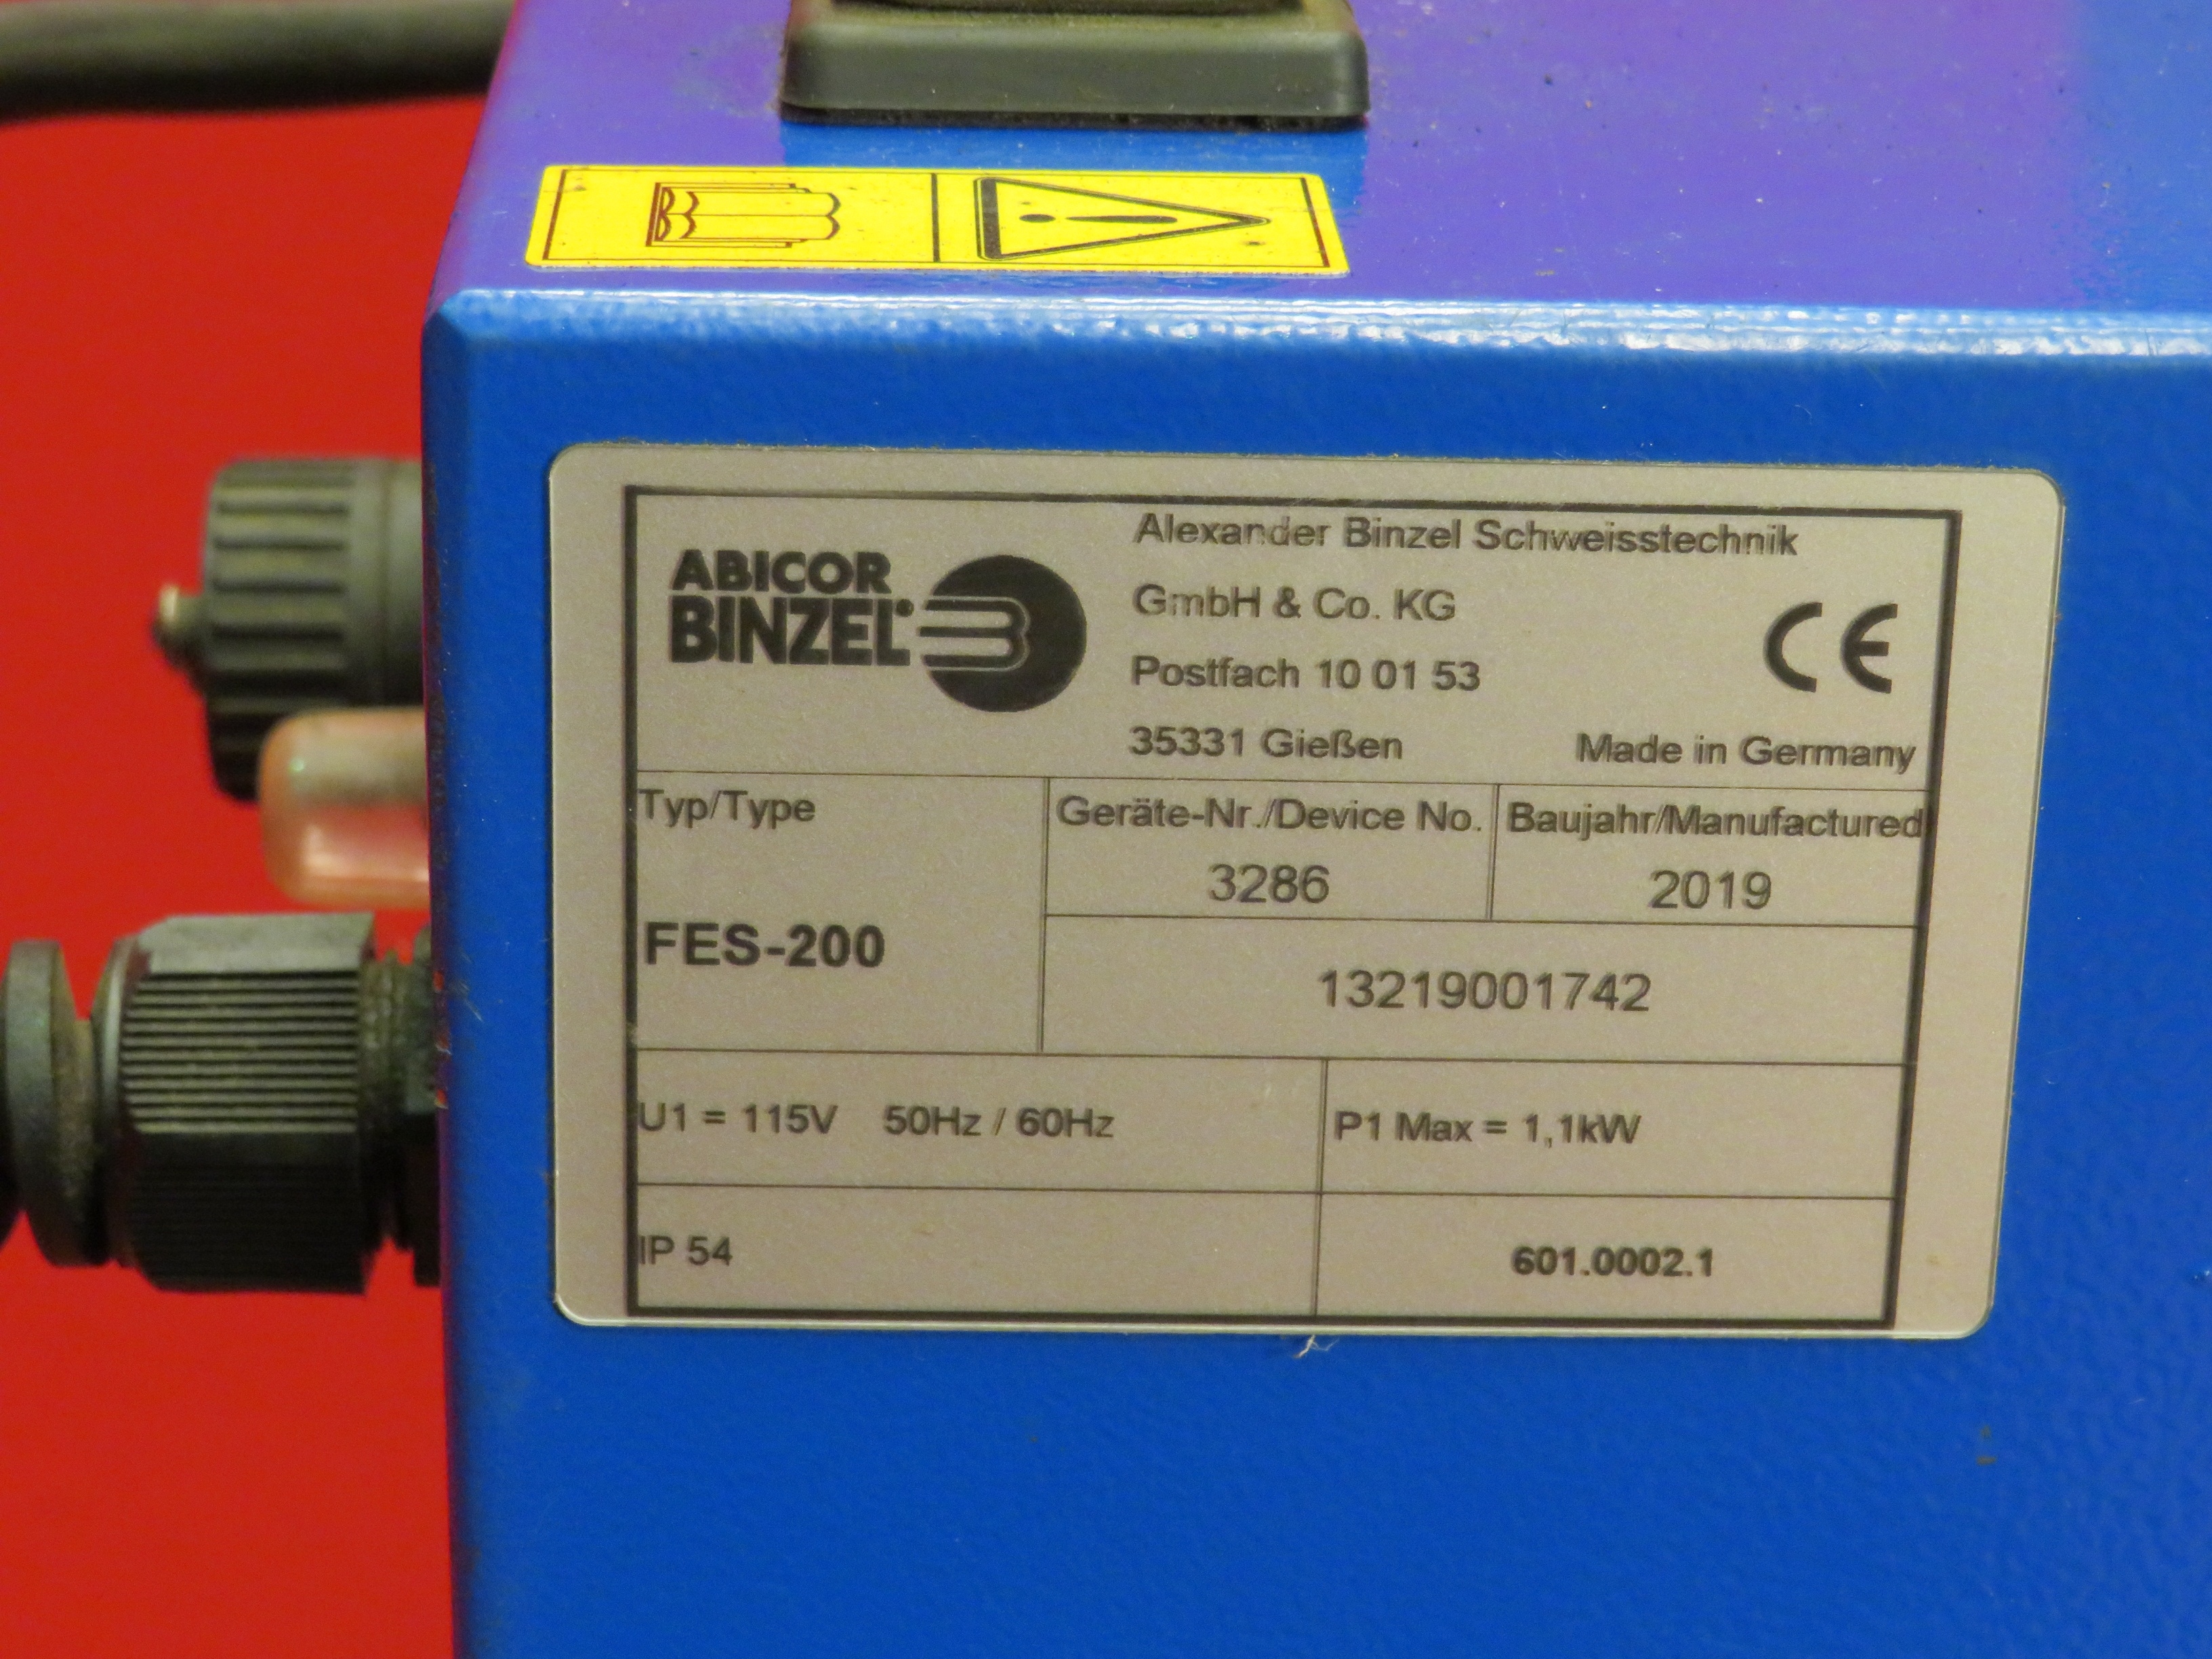 ABICOR
BINZEL®
Alexander Binzel Schweisstechnik
GmbH & Co. KG
Postfach 10 01 53
35331 Gießen
CE
Made in Germany
Typ/Type
FES-200
Geräte-Nr./Device No.
3286
Baujahr/Manufactured
2019
13219001742
U1 = 115V 50Hz / 60Hz
P1 Max = 1,1kW
IP 54
601.0002.1